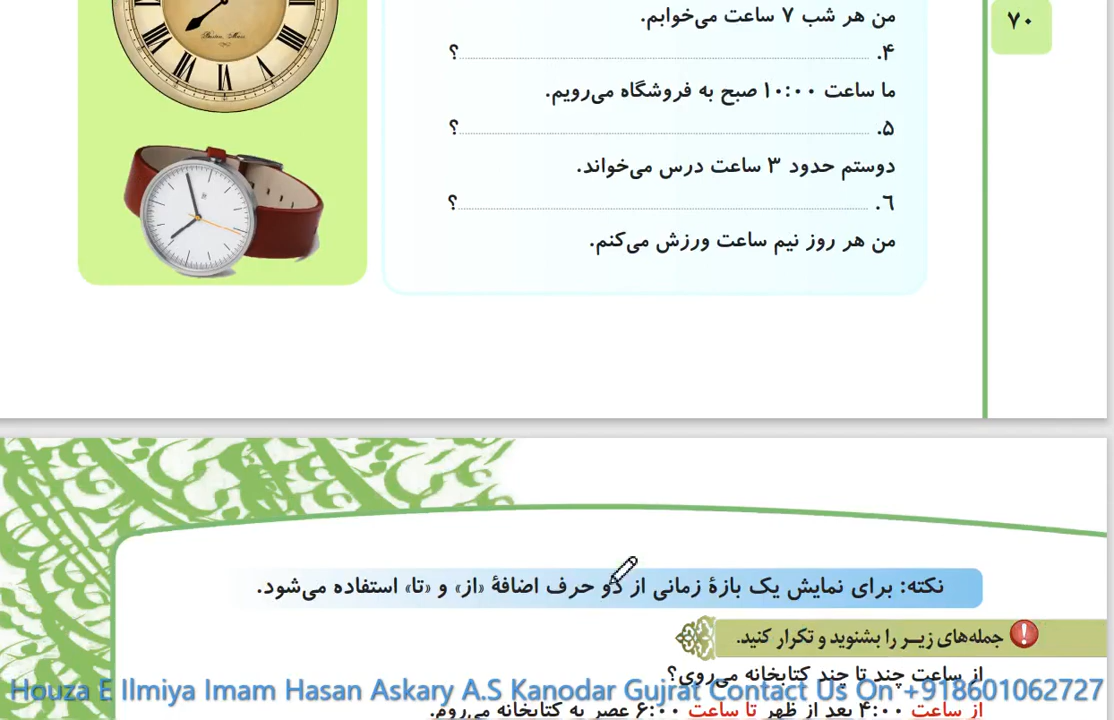 ۷۰
من هر شب ۷ ساعت می‌خوابم.
۴. ........................................؟
ما ساعت ۱۰:۰۰ صبح به فروشگاه می‌رویم.
۵. ........................................؟
دوستم حدود ۳ ساعت درس می‌خواند.
۶. ........................................؟
من هر روز نیم ساعت ورزش می‌کنم.
نکته: برای نمایش یک بازهٔ زمانی از دو حرف اضافهٔ «از» و «تا» استفاده می‌شود.
جمله‌های زیر را بشنوید و تکرار کنید.
از ساعت چند تا چند کتابخانه می‌روی؟
Houza E Ilmiya Imam Hasan Askary A.S Kanodar Gujrat Contact Us On +918601062727
از ساعت ۴:۰۰ بعد از ظهر تا ساعت ۶:۰۰ عصر به کتابخانه می‌روم.